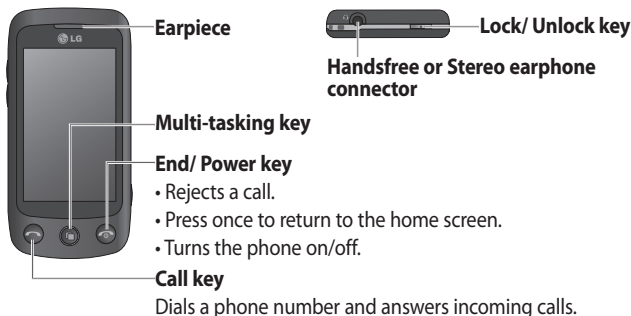 LG
Earpiece
Lock/ Unlock key
Handsfree or Stereo earphone
connector
Multi-tasking key
End/ Power key
• Rejects a call.
• Press once to return to the home screen.
• Turns the phone on/off.
Call key
Dials a phone number and answers incoming calls.